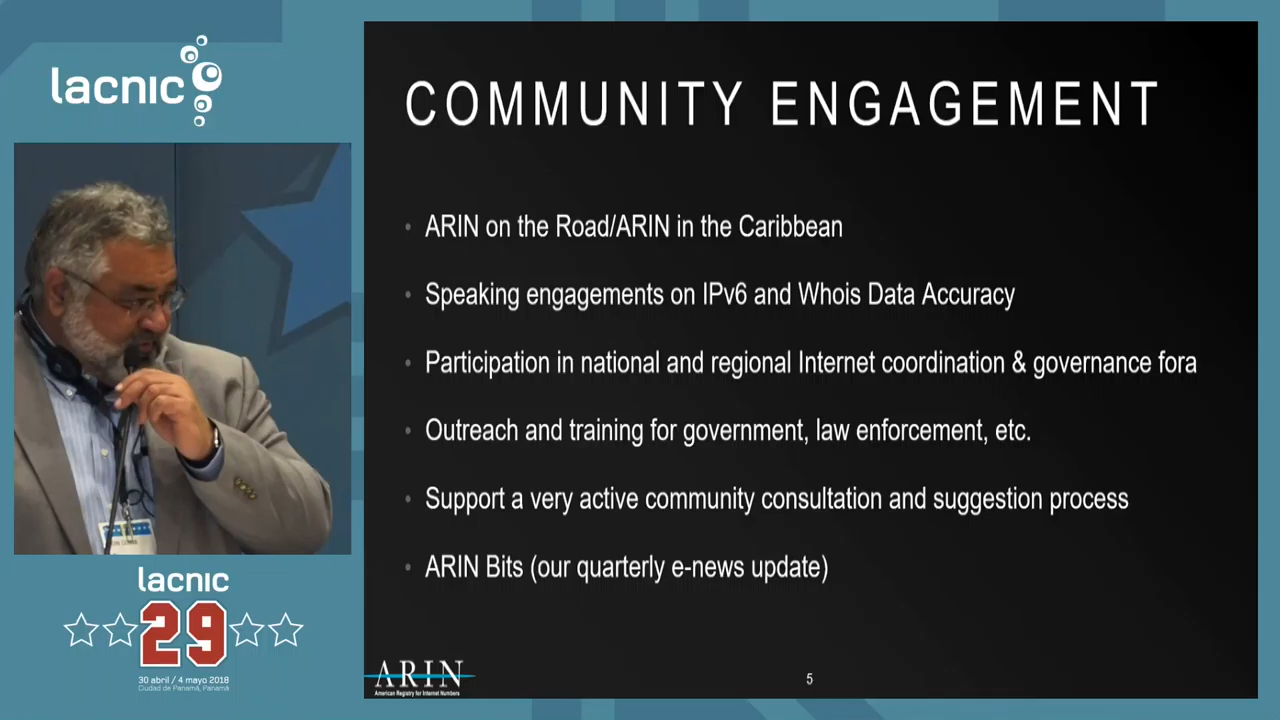 lacnic
COMMUNITY ENGAGEMENT
• ARIN on the Road/ARIN in the Caribbean
• Speaking engagements on IPv6 and Whois Data Accuracy
• Participation in national and regional Internet coordination & governance fora
• Outreach and training for government, law enforcement, etc.
• Support a very active community consultation and suggestion process
• ARIN Bits (our quarterly e-news update)
lacnic
29
30 abril / 4 mayo 2018
Ciudad de Panamá, Panamá
ARIN
American Registry for Internet Numbers
5